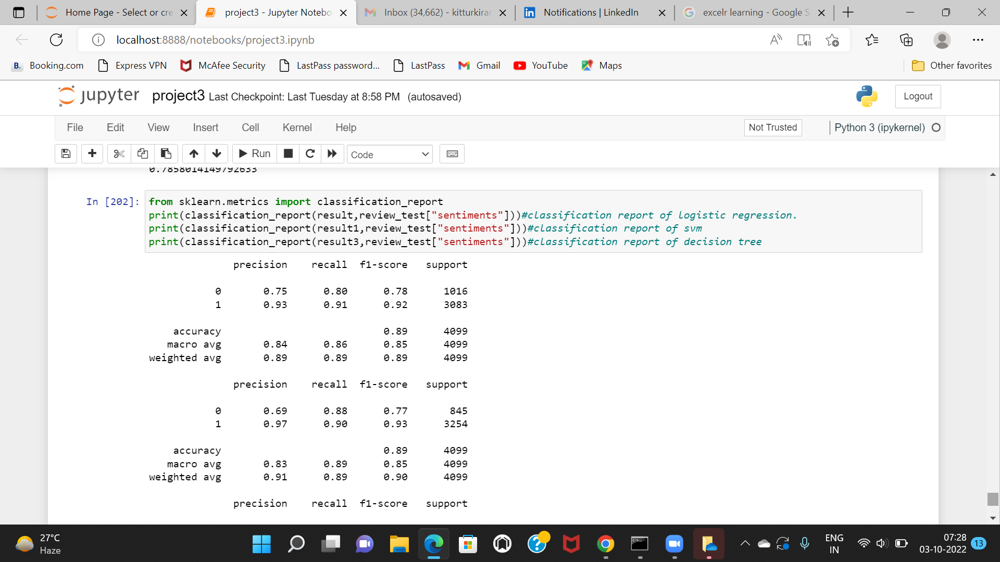 Home Page - Select or cre
project3 - Jupyter Notebo
Inbox (34,662) - kitturkirar
Notifications | LinkedIn
excelr learning - Google S
localhost:8888/notebooks/project3.ipynb
B. Booking.com
Express VPN
McAfee Security
LastPass password...
LastPass
Gmail
YouTube
Maps
Other favorites
jupyter project3 Last Checkpoint: Last Tuesday at 8:58 PM (autosaved)
Logout
File Edit View Insert Cell Kernel Help
Not Trusted
Python 3 (ipykernel)
Run
Code
0.7858014149792633
In [202]: from sklearn.metrics import classification_report
print(classification_report(result,review_test["sentiments"]))#classification report of logistic regression.
print(classification_report(result1,review_test["sentiments"]))#classification report of svm
print(classification_report(result3,review_test["sentiments"]))#classification report of decision tree
precision recall f1-score support
0 0.75 0.80 0.78 1016
1 0.93 0.91 0.92 3083
accuracy 0.89 4099
macro avg 0.84 0.86 0.85 4099
weighted avg 0.89 0.89 0.89 4099
precision recall f1-score support
0 0.69 0.88 0.77 845
1 0.97 0.90 0.93 3254
accuracy 0.89 4099
macro avg 0.83 0.89 0.85 4099
weighted avg 0.91 0.89 0.90 4099
precision recall f1-score support
27°C
Haze
ENG
IN
07:28
03-10-2022
13